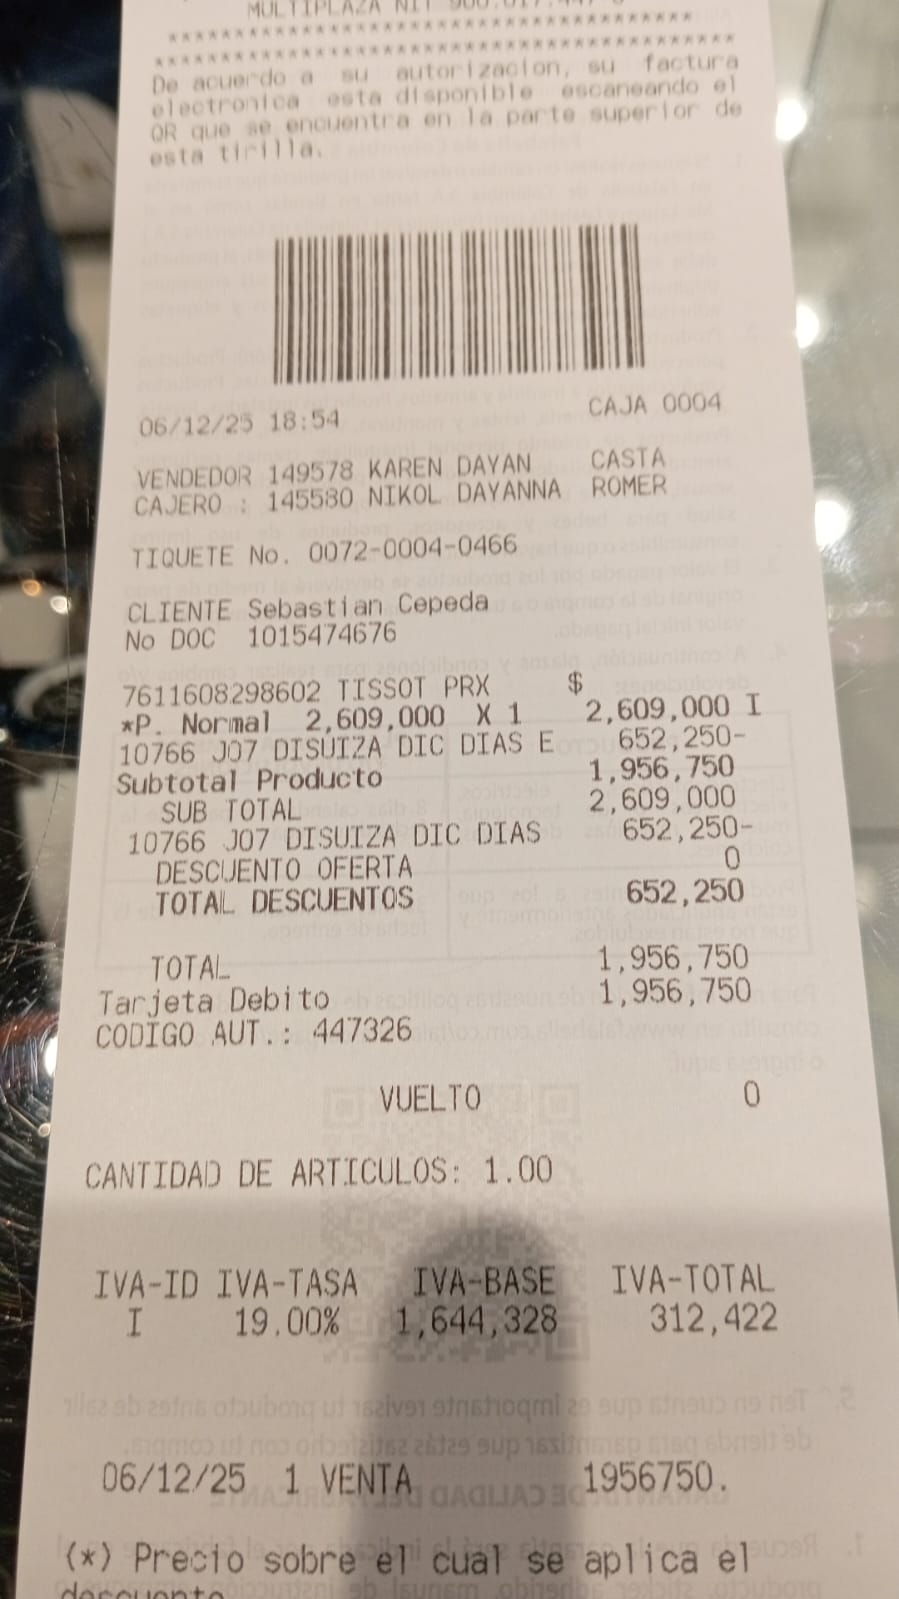 MULTIPLAZA NIT 900.017.447-8
****************************************
****************************************
De acuerdo a su autorizacion, su factura
electronica esta disponible escaneando el
QR que se encuentra en la parte superior de
esta tirilla.
06/12/25 18:54 CAJA 0004
VENDEDOR 149578 KAREN DAYAN CASTA
CAJERO : 145580 NIKOL DAYANNA ROMER
TIQUETE No. 0072-0004-0466
CLIENTE Sebastian Cepeda
No DOC 1015474676
7611608298602 TISSOT PRX $
*P. Normal 2,609,000 X 1 2,609,000 I
10766 J07 DISUIZA DIC DIAS E 652,250-
Subtotal Producto 1,956,750
SUB TOTAL 2,609,000
10766 J07 DISUIZA DIC DIAS 652,250-
DESCUENTO OFERTA 0
TOTAL DESCUENTOS 652,250
TOTAL 1,956,750
Tarjeta Debito 1,956,750
CODIGO AUT.: 447326
VUELTO 0
CANTIDAD DE ARTICULOS: 1.00
IVA-ID IVA-TASA IVA-BASE IVA-TOTAL
I 19.00% 1,644,328 312,422
06/12/25 1 VENTA 1956750.
(*) Precio sobre el cual se aplica el
descuento